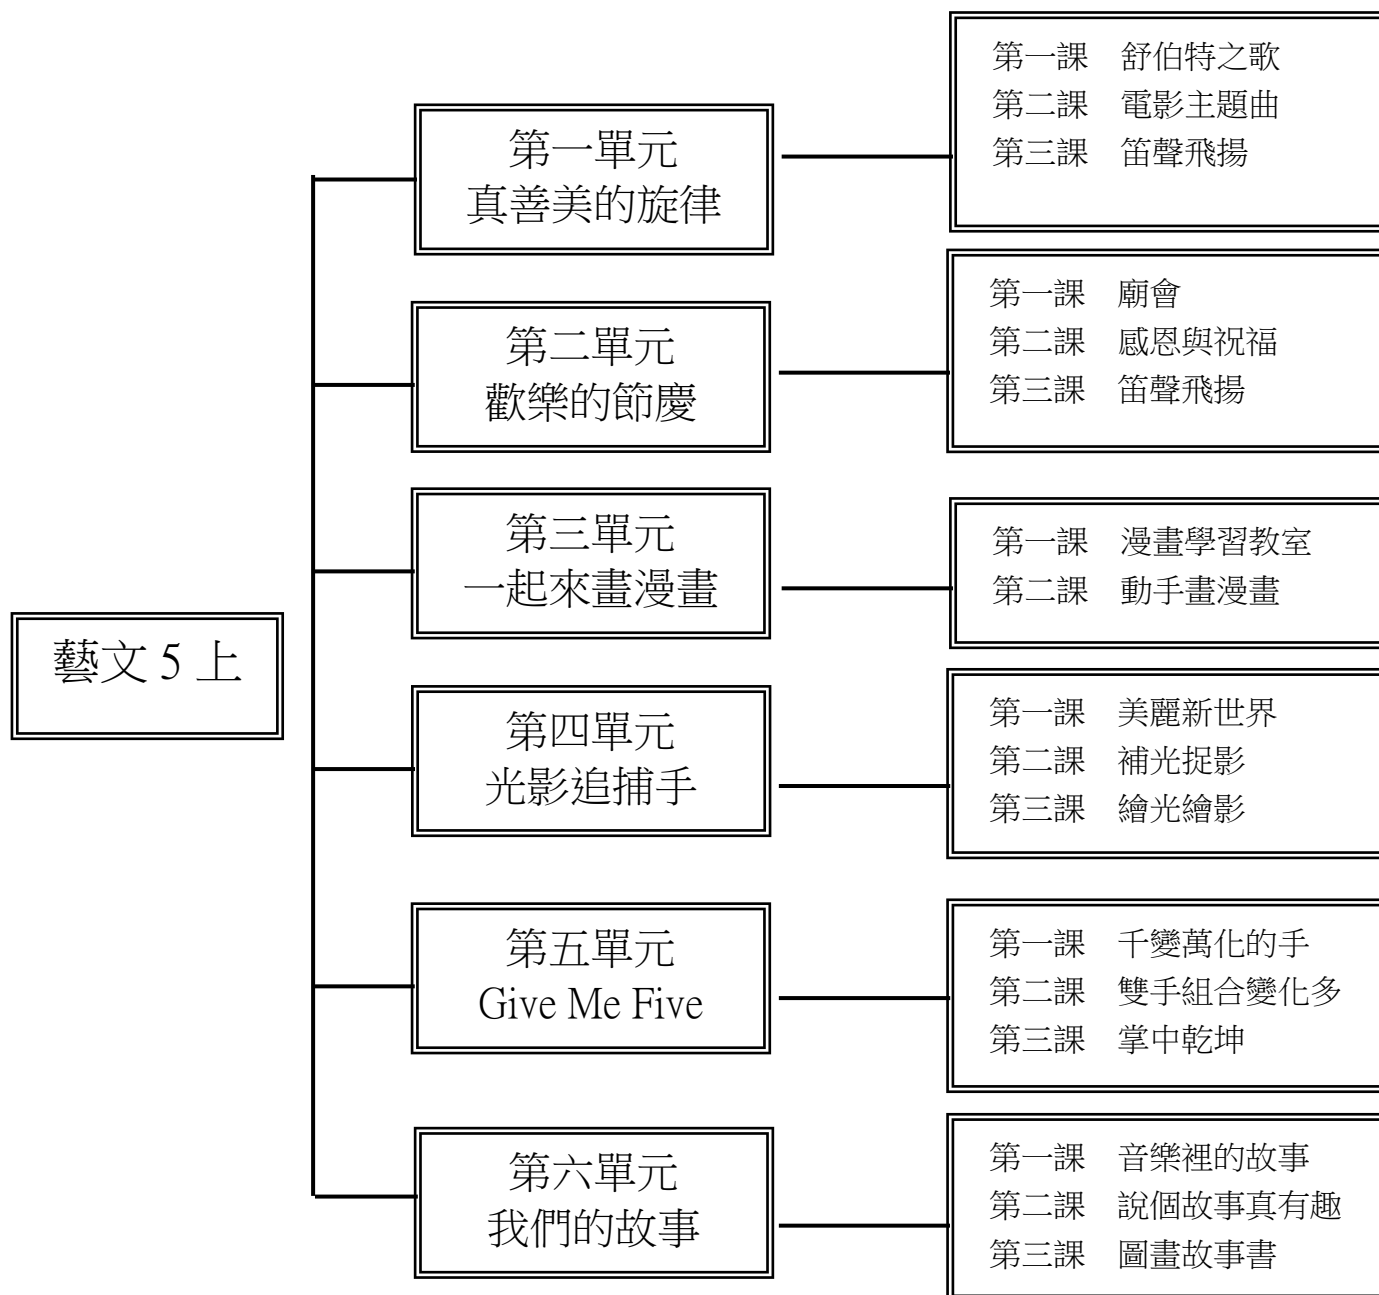 藝文 5 上
第一單元
真善美的旋律
第一課　舒伯特之歌
第二課　電影主題曲
第三課　笛聲飛揚
第二單元
歡樂的節慶
第一課　廟會
第二課　感恩與祝福
第三課　笛聲飛揚
第三單元
一起來畫漫畫
第一課　漫畫學習教室
第二課　動手畫漫畫
第四單元
光影追捕手
第一課　美麗新世界
第二課　補光捉影
第三課　繪光繪影
第五單元
Give Me Five
第一課　千變萬化的手
第二課　雙手組合變化多
第三課　掌中乾坤
第六單元
我們的故事
第一課　音樂裡的故事
第二課　說個故事真有趣
第三課　圖畫故事書